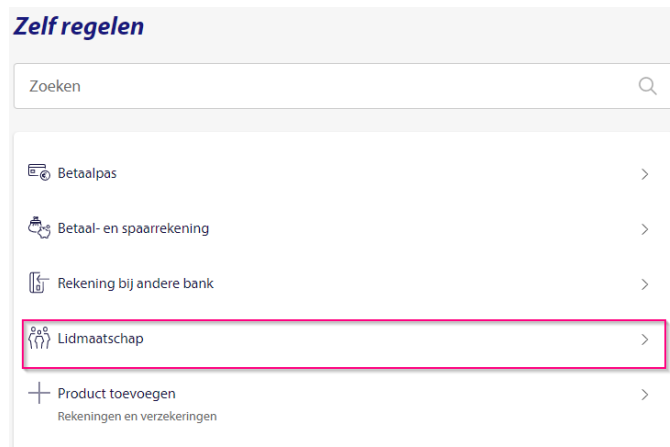 Zelf regelen
Zoeken
Betaalpas
Betaal- en spaarrekening
Rekening bij andere bank
Lidmaatschap
Product toevoegen
Rekeningen en verzekeringen